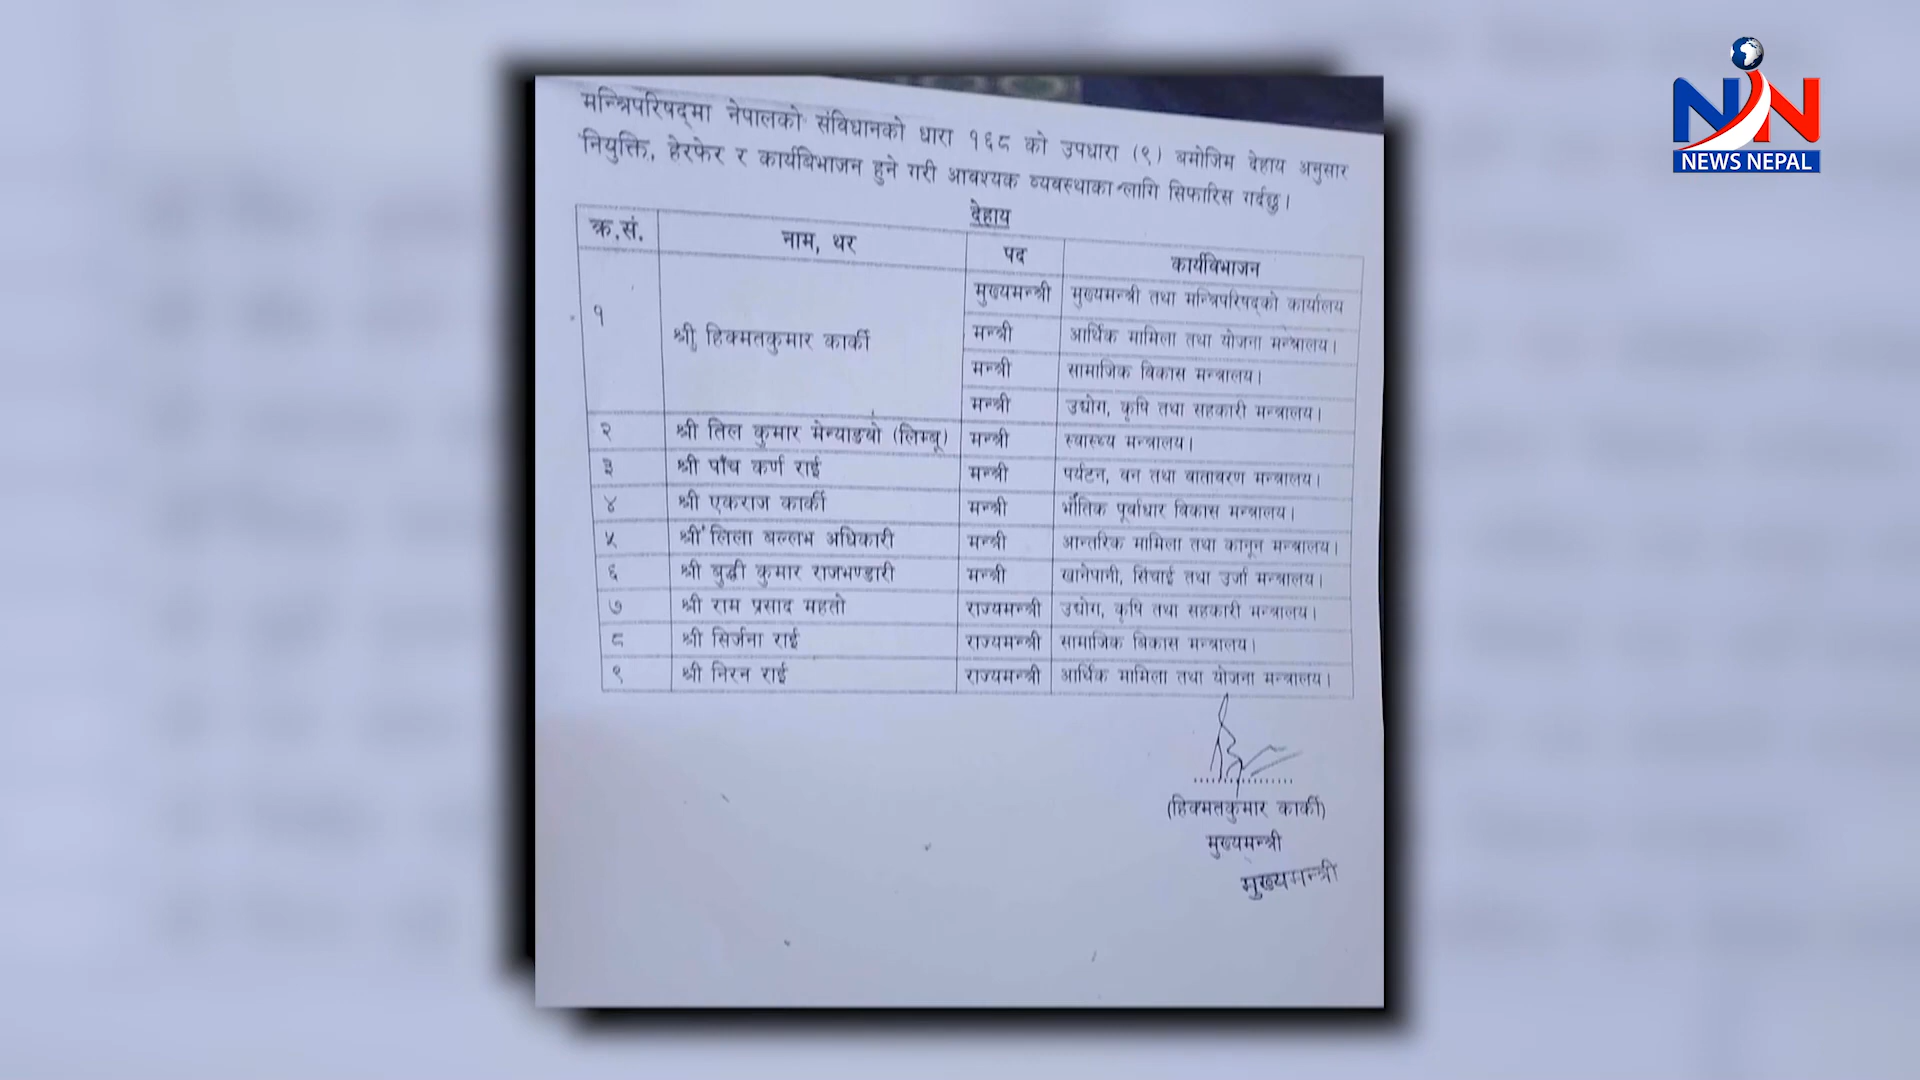 मन्त्रिपरिषद्‌मा नेपालको संविधानको धारा १६८ को उपधारा (९) बमोजिम देहाय अनुसार
नियुक्ति, हेरफेर र कार्यविभाजन हुने गरी आवश्यक व्यवस्थाका लागि सिफारिस गर्दछु।
देहाय
क्र.सं. नाम, थर पद कार्यविभाजन
१ श्री हिक्मतकुमार कार्की मुख्यमन्त्री मुख्यमन्त्री तथा मन्त्रिपरिषद्‌को कार्यालय
मन्त्री आर्थिक मामिला तथा योजना मन्त्रालय।
मन्त्री सामाजिक विकास मन्त्रालय।
मन्त्री उद्योग, कृषि तथा सहकारी मन्त्रालय।
२ श्री तिल कुमार मेन्याङबो (लिम्बू) मन्त्री स्वास्थ्य मन्त्रालय।
३ श्री पाँच कर्ण राई मन्त्री पर्यटन, वन तथा वातावरण मन्त्रालय।
४ श्री एकराज कार्की मन्त्री भौतिक पूर्वाधार विकास मन्त्रालय।
५ श्री लिला बल्लभ अधिकारी मन्त्री आन्तरिक मामिला तथा कानून मन्त्रालय।
६ श्री बुद्धी कुमार राजभण्डारी मन्त्री खानेपानी, सिंचाई तथा उर्जा मन्त्रालय।
७ श्री राम प्रसाद महतो राज्यमन्त्री उद्योग, कृषि तथा सहकारी मन्त्रालय।
८ श्री सिर्जना राई राज्यमन्त्री सामाजिक विकास मन्त्रालय।
९ श्री निरन राई राज्यमन्त्री आर्थिक मामिला तथा योजना मन्त्रालय।
(हिक्मतकुमार कार्की)
मुख्यमन्त्री
मुख्यमन्त्री
NN
NEWS NEPAL